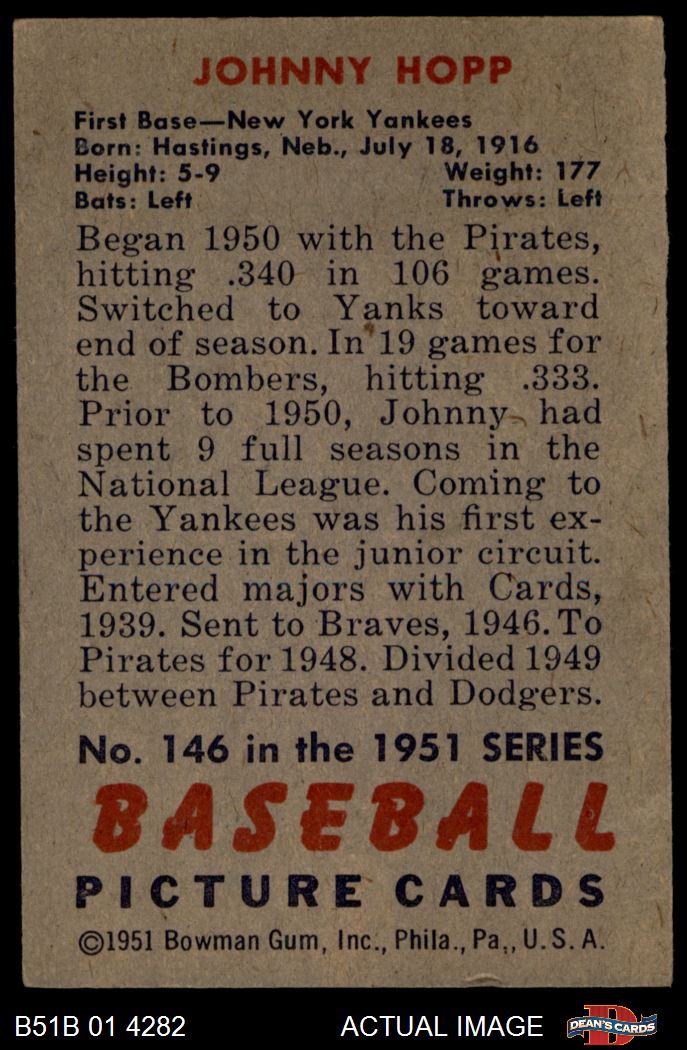 JOHNNY HOPP
First Base—New York Yankees
Born: Hastings, Neb., July 18, 1916
Height: 5-9 Weight: 177
Bats: Left Throws: Left
Began 1950 with the Pirates,
hitting .340 in 106 games.
Switched to Yanks toward
end of season. In 19 games for
the Bombers, hitting .333.
Prior to 1950, Johnny had
spent 9 full seasons in the
National League. Coming to
the Yankees was his first ex-
perience in the junior circuit.
Entered majors with Cards,
1939. Sent to Braves, 1946. To
Pirates for 1948. Divided 1949
between Pirates and Dodgers.
No. 146 in the 1951 SERIES
BASEBALL
PICTURE CARDS
©1951 Bowman Gum, Inc., Phila., Pa., U.S.A.
B51B 01 4282 ACTUAL IMAGE D DEAN'S CARDS